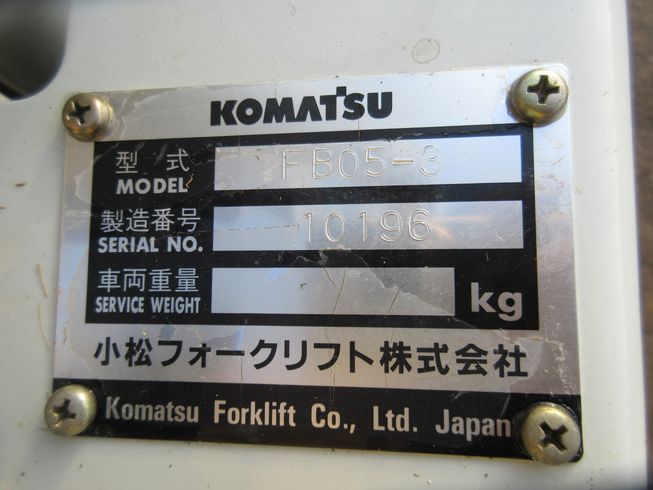 KOMATSU
型式 FB05-3
MODEL
製造番号 10196
SERIAL NO.
車両重量 kg
SERVICE WEIGHT
小松フォークリフト株式会社
Komatsu Forklift Co., Ltd. Japan